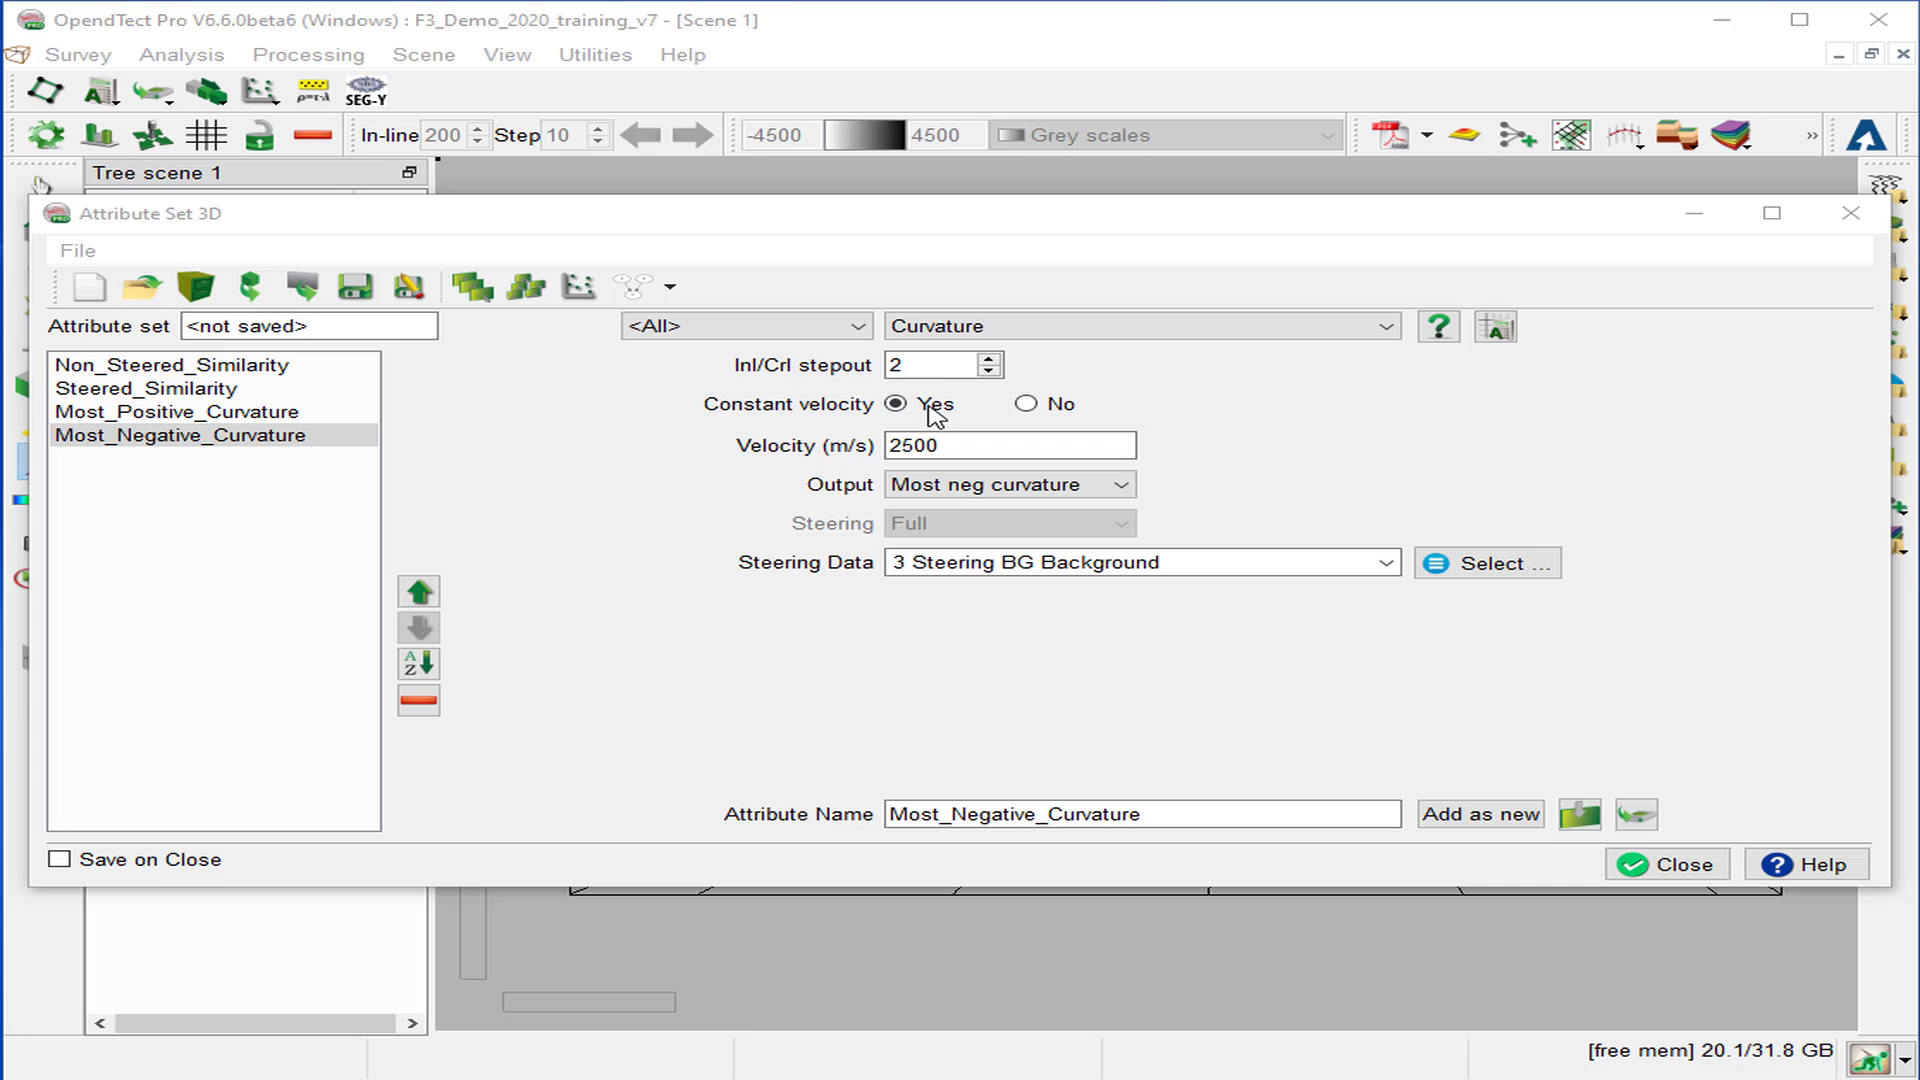 OpendTect Pro V6.6.0beta6 (Windows) : F3_Demo_2020_training_v7 - [Scene 1]
Survey Analysis Processing Scene View Utilities Help
SEG-Y
In-line 200 Step 10 -4500 4500 Grey scales »
Tree scene 1
Attribute Set 3D
File
Attribute set <not saved> <All> Curvature
Non_Steered_Similarity
Steered_Similarity
Most_Positive_Curvature
Most_Negative_Curvature
Inl/Crl stepout 2
Constant velocity Yes No
Velocity (m/s) 2500
Output Most neg curvature
Steering Full
Steering Data 3 Steering BG Background Select ...
Attribute Name Most_Negative_Curvature Add as new
Save on Close
Close Help
[free mem] 20.1/31.8 GB